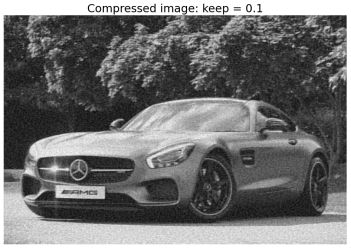 Compressed image: keep = 0.1
AMG